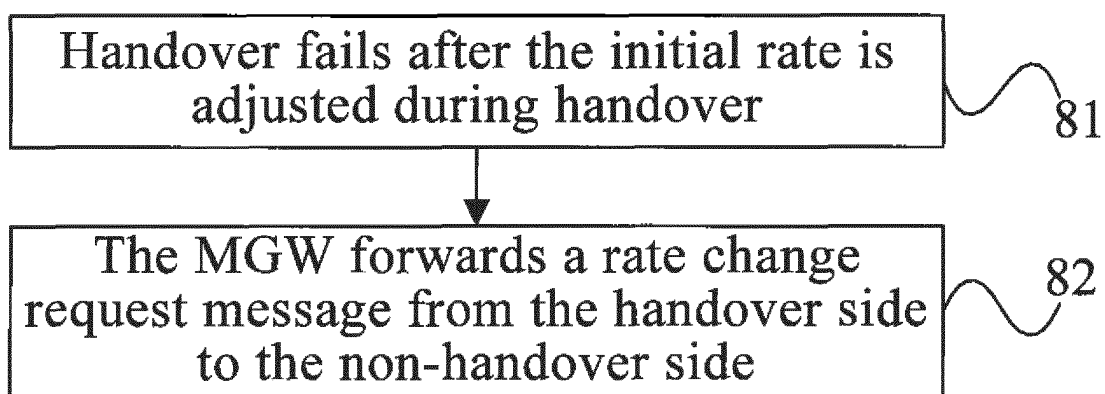 Handover fails after the initial rate is
adjusted during handover
81
The MGW forwards a rate change
request message from the handover side
to the non-handover side
82